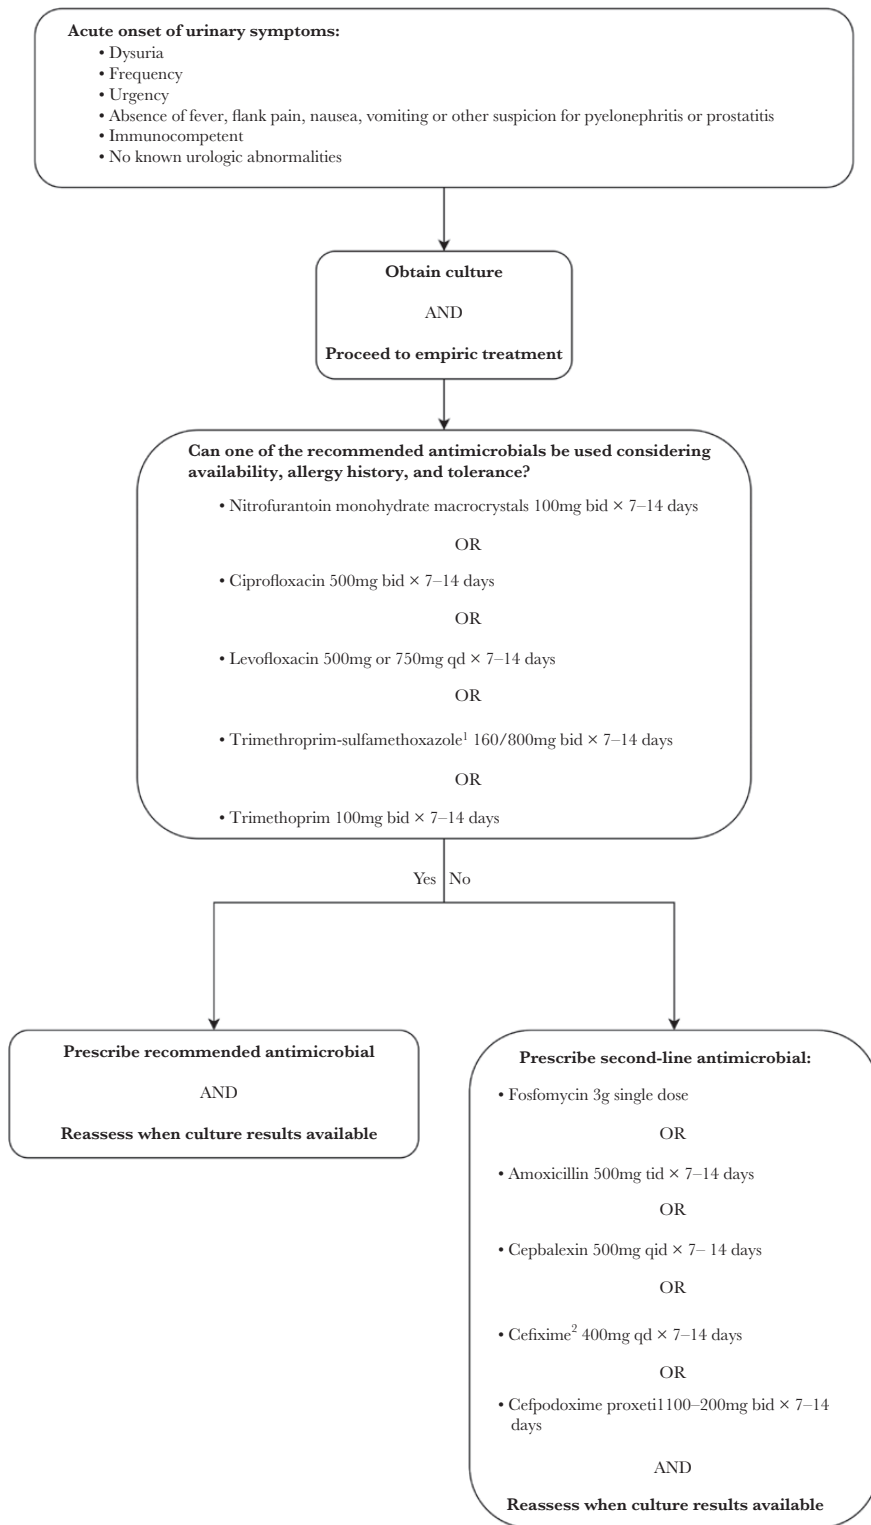 Acute onset of urinary symptoms:
• Dysuria
• Frequency
• Urgency
• Absence of fever, flank pain, nausea, vomiting or other suspicion for pyelonephritis or prostatitis
• Immunocompetent
• No known urologic abnormalities
Obtain culture
AND
Proceed to empiric treatment
Can one of the recommended antimicrobials be used considering
availability, allergy history, and tolerance?
• Nitrofurantoin monohydrate macrocrystals 100mg bid × 7–14 days
OR
• Ciprofloxacin 500mg bid × 7–14 days
OR
• Levofloxacin 500mg or 750mg qd × 7–14 days
OR
• Trimethroprim-sulfamethoxazole¹ 160/800mg bid × 7–14 days
OR
• Trimethoprim 100mg bid × 7–14 days
Yes No
Prescribe recommended antimicrobial
AND
Reassess when culture results available
Prescribe second-line antimicrobial:
• Fosfomycin 3g single dose
OR
• Amoxicillin 500mg tid × 7–14 days
OR
• Cepbalexin 500mg qid × 7– 14 days
OR
• Cefixime² 400mg qd × 7–14 days
OR
• Cefpodoxime proxeti1100–200mg bid × 7–14
days
AND
Reassess when culture results available